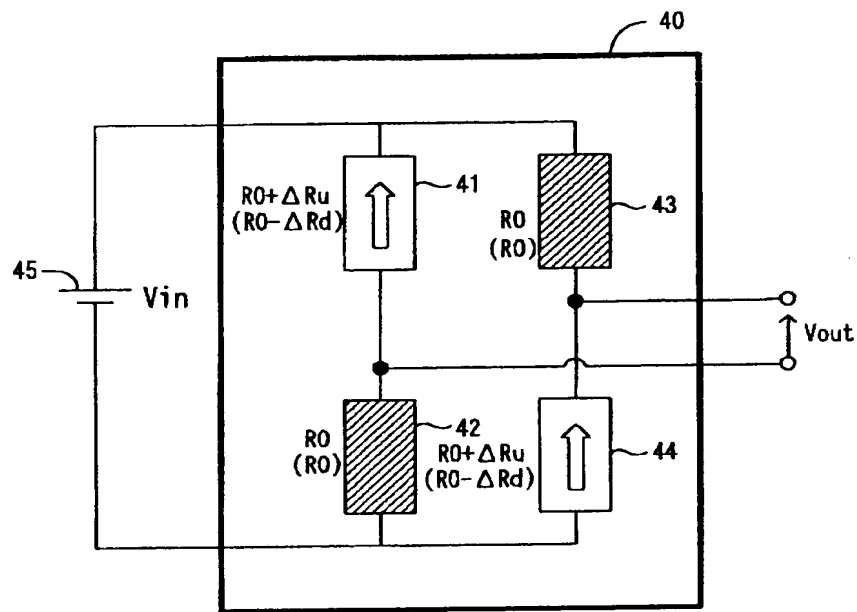 40
41
R0+ΔRu
(R0-ΔRd)
43
R0
(R0)
45
Vin
Vout
42
R0
(R0)
44
R0+ΔRu
(R0-ΔRd)